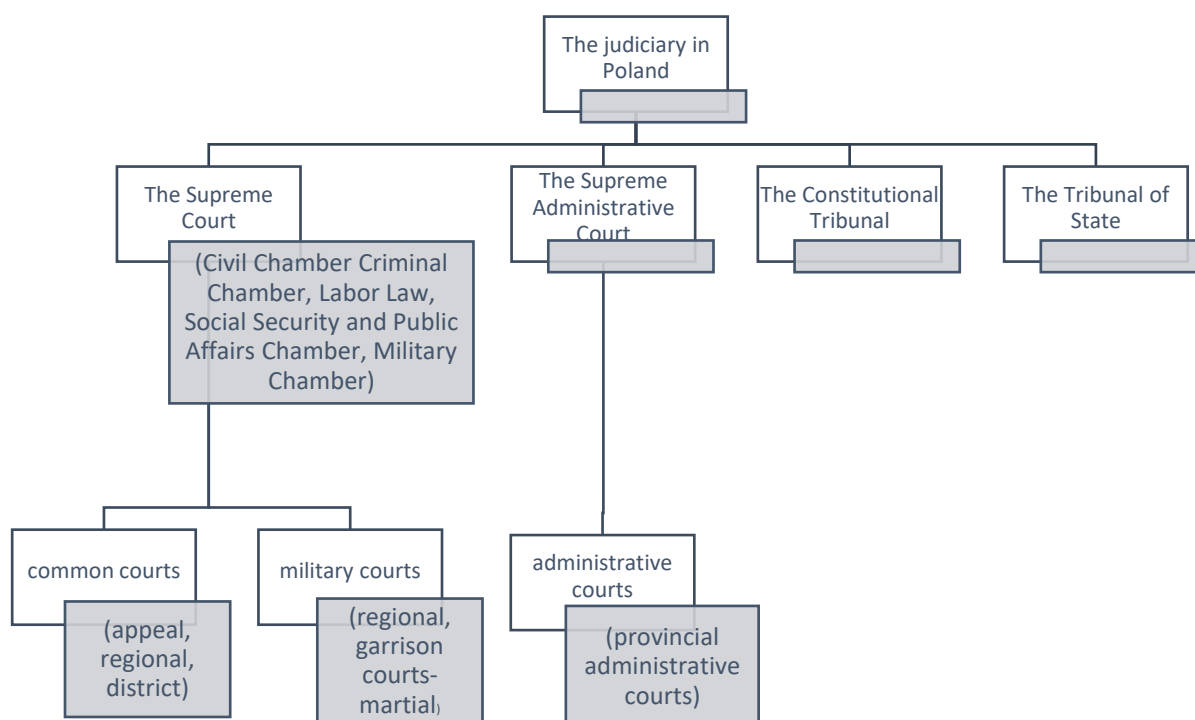 The judiciary in
Poland
The Supreme
Court
(Civil Chamber Criminal
Chamber, Labor Law,
Social Security and Public
Affairs Chamber, Military
Chamber)
The Supreme
Administrative
Court
The Constitutional
Tribunal
The Tribunal of
State
common courts
(appeal,
regional,
district)
military courts
(regional,
garrison
courts-
martial)
administrative
courts
(provincial
administrative
courts)